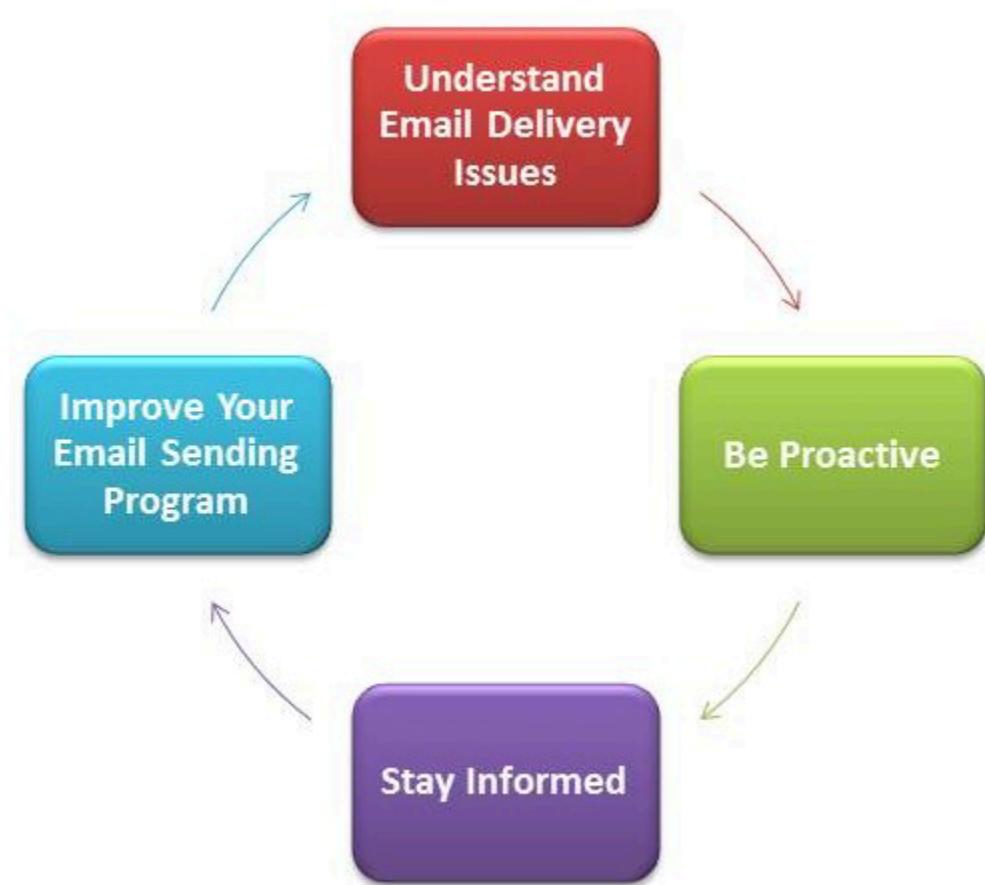 Understand
Email Delivery
Issues
Be Proactive
Stay Informed
Improve Your
Email Sending
Program